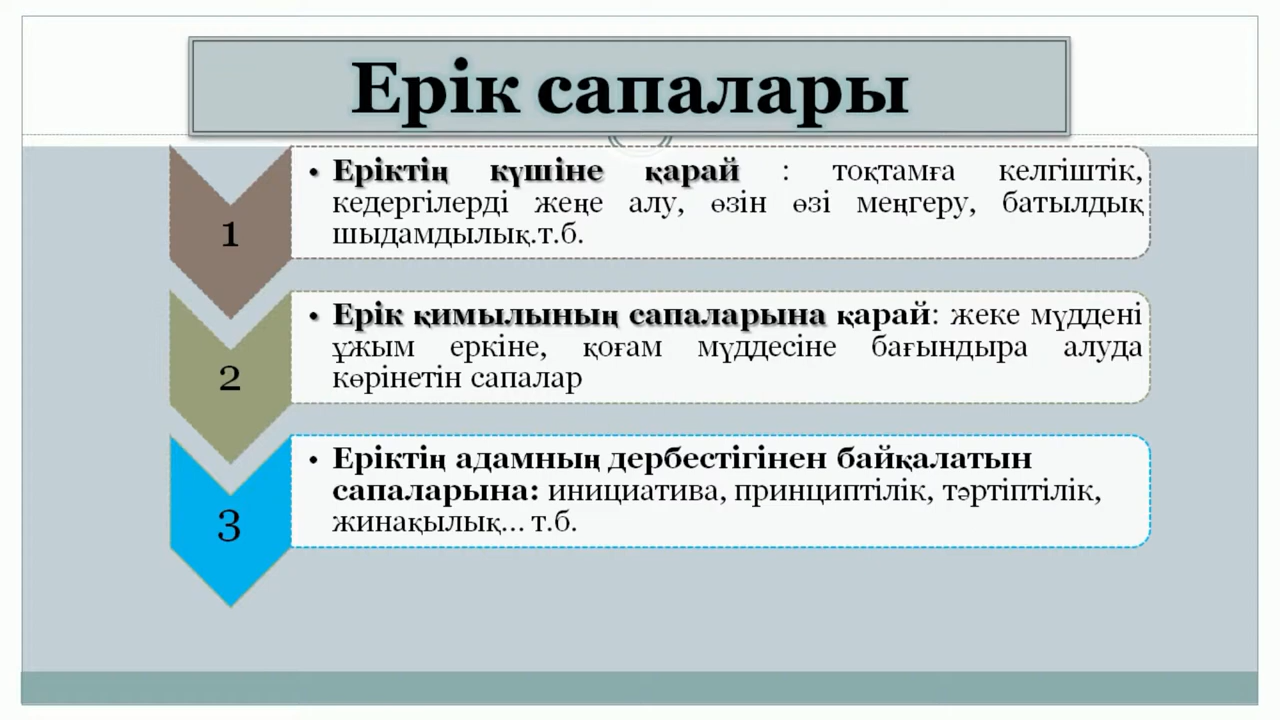 Ерік сапалары
1
• Еріктің күшіне қарай : тоқтамға келгіштік,
кедергілерді жеңе алу, өзін өзі меңгеру, батылдық
шыдамдылық.т.б.
2
• Ерік қимылының сапаларына қарай: жеке мүддені
ұжым еркіне, қоғам мүддесіне бағындыра алуда
көрінетін сапалар
3
• Еріктің адамның дербестігінен байқалатын
сапаларына: инициатива, принциптілік, тәртіптілік,
жинақылық... т.б.